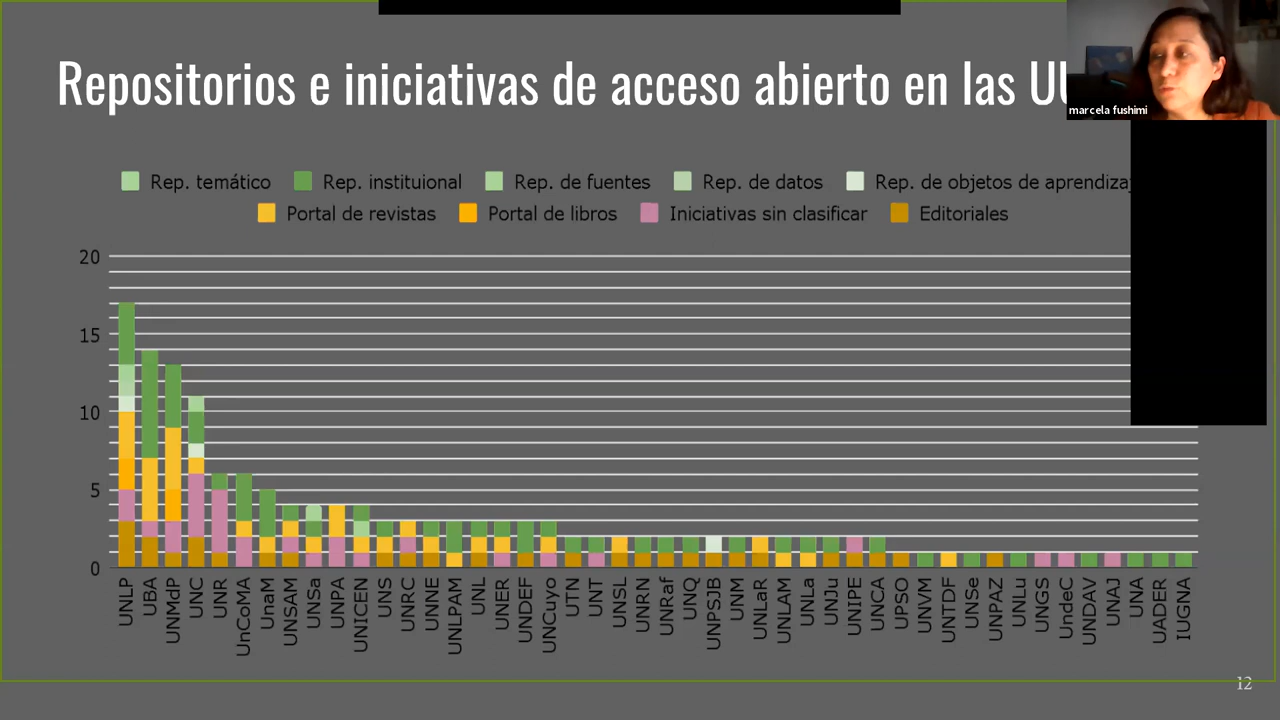 Repositorios e iniciativas de acceso abierto en las
marcela fushimi
Rep. temático Rep. instituional Rep. de fuentes Rep. de datos Rep. de objetos de
Portal de revistas Portal de libros Iniciativas sin clasificar Editoriales
20
15
10
5
0
UNLP UBA UNMdP UNC UNR UnCoMA UnaM UNSAM UNSa UNPA UNICEN UNS UNRC UNNE UNLPAM UNL UNER UNDEF UNCuyo UTN UNT UNSL UNRN UNRaf UNQ UNPSJB UNM UNLaR UNLAM UNLa UNJu UNIPE UNCA UPSO UNVM UNTDF UNSe UNPAZ UNLu UNGS UndeC UNDAV UNAJ UNA UADER IUGNA
12